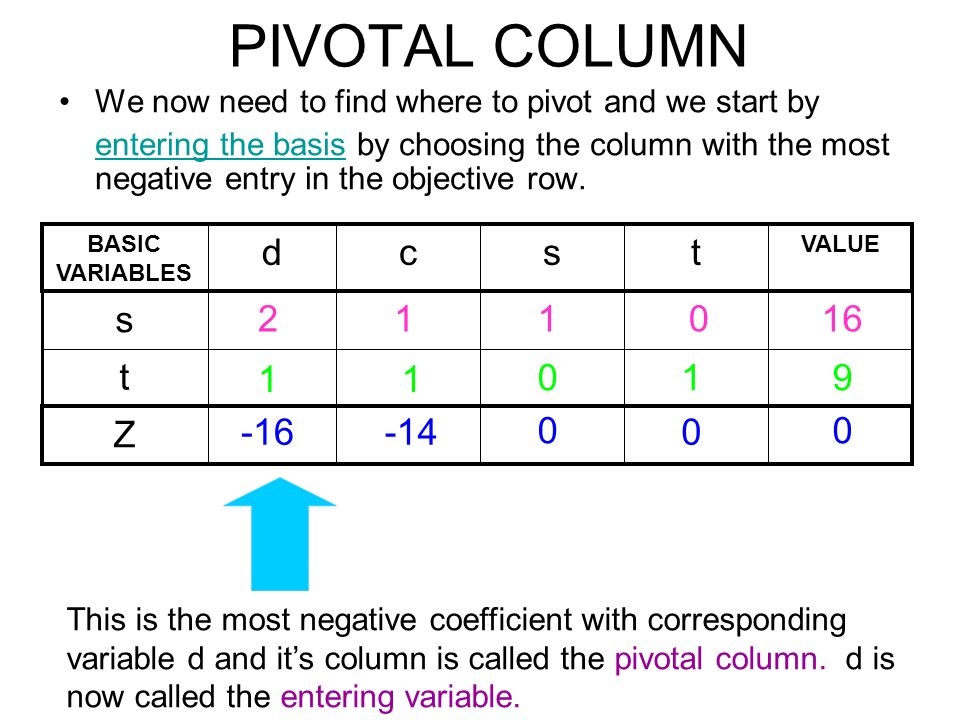 PIVOTAL COLUMN
• We now need to find where to pivot and we start by
entering the basis by choosing the column with the most
negative entry in the objective row.
BASIC VARIABLES d c s t VALUE
s 2 1 1 0 16
t 1 1 0 1 9
Z -16 -14 0 0 0
This is the most negative coefficient with corresponding
variable d and it’s column is called the pivotal column. d is
now called the entering variable.